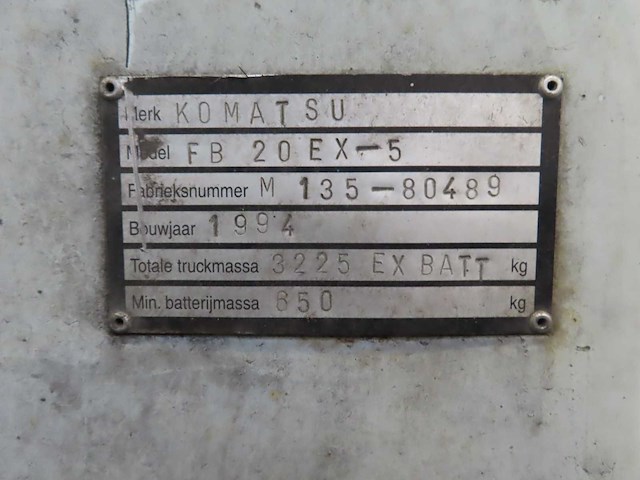 Merk KOMATSU
Model FB 20 EX-5
Fabrieksnummer M 135-80489
Bouwjaar 1994
Totale truckmassa 3225 EX BATT kg
Min. batterijmassa 650 kg